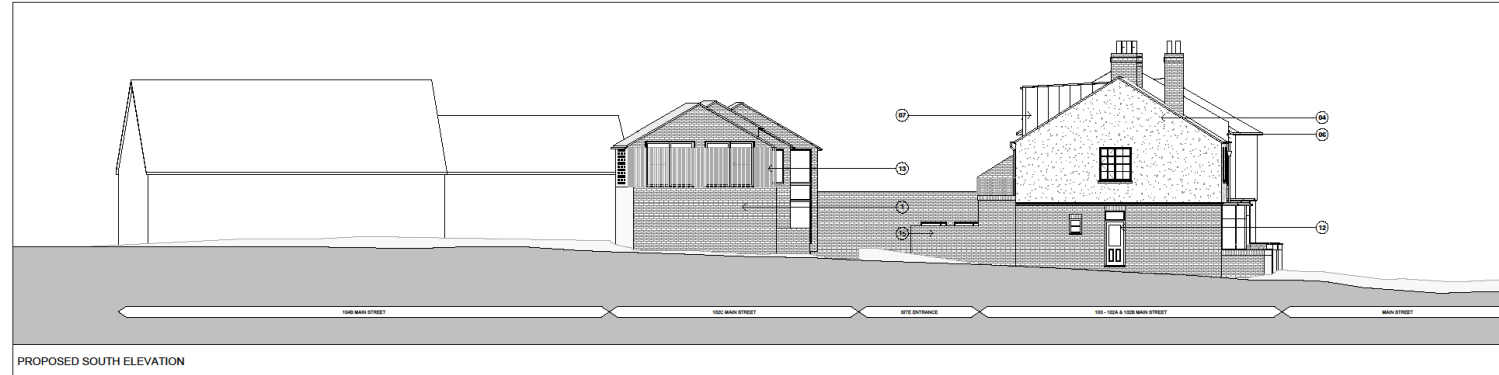 07
04
06
13
1
15
12
104B MAIN STREET
102C MAIN STREET
SITE ENTRANCE
100 - 102A & 102B MAIN STREET
MAIN STREET
PROPOSED SOUTH ELEVATION